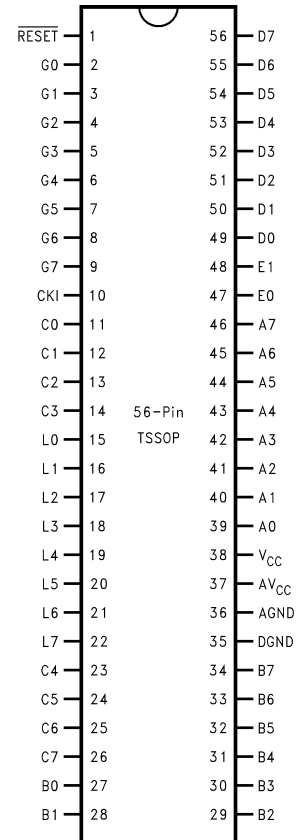 RESET 1 56 D7
G0 2 55 D6
G1 3 54 D5
G2 4 53 D4
G3 5 52 D3
G4 6 51 D2
G5 7 50 D1
G6 8 49 D0
G7 9 48 E1
CKI 10 47 E0
C0 11 46 A7
C1 12 45 A6
C2 13 44 A5
C3 14 56-Pin 43 A4
L0 15 TSSOP 42 A3
L1 16 41 A2
L2 17 40 A1
L3 18 39 A0
L4 19 38 VCC
L5 20 37 AVCC
L6 21 36 AGND
L7 22 35 DGND
C4 23 34 B7
C5 24 33 B6
C6 25 32 B5
C7 26 31 B4
B0 27 30 B3
B1 28 29 B2